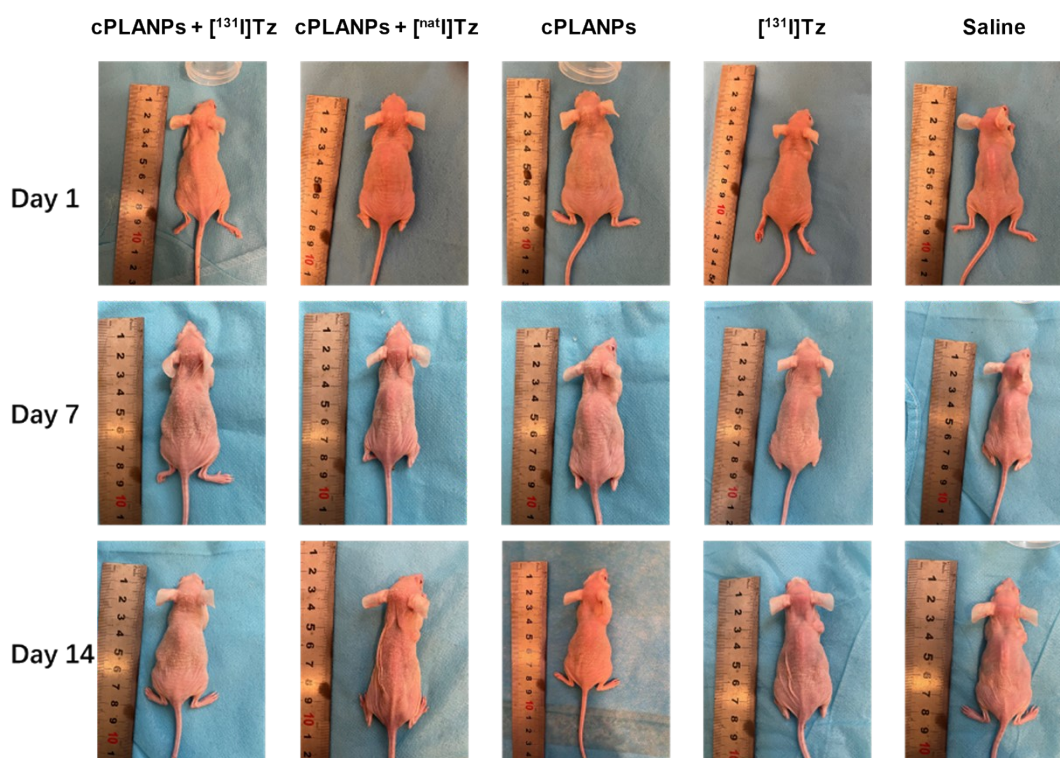 cPLANPs + [¹³¹I]Tz cPLANPs + [ⁿᵃᵗI]Tz cPLANPs [¹³¹I]Tz Saline
Day 1
Day 7
Day 14